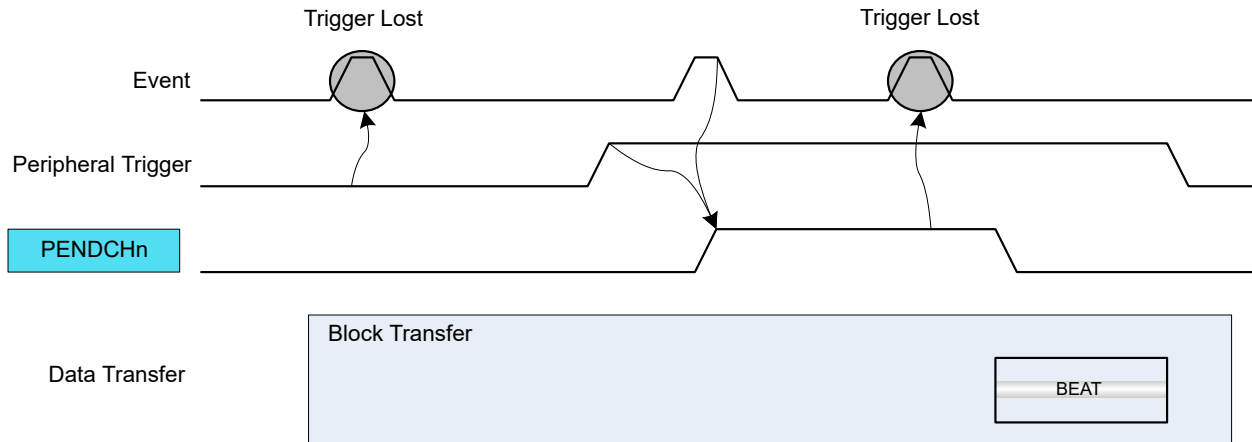 Trigger Lost
Trigger Lost
Event
Peripheral Trigger
PENDCHn
Block Transfer
Data Transfer
BEAT